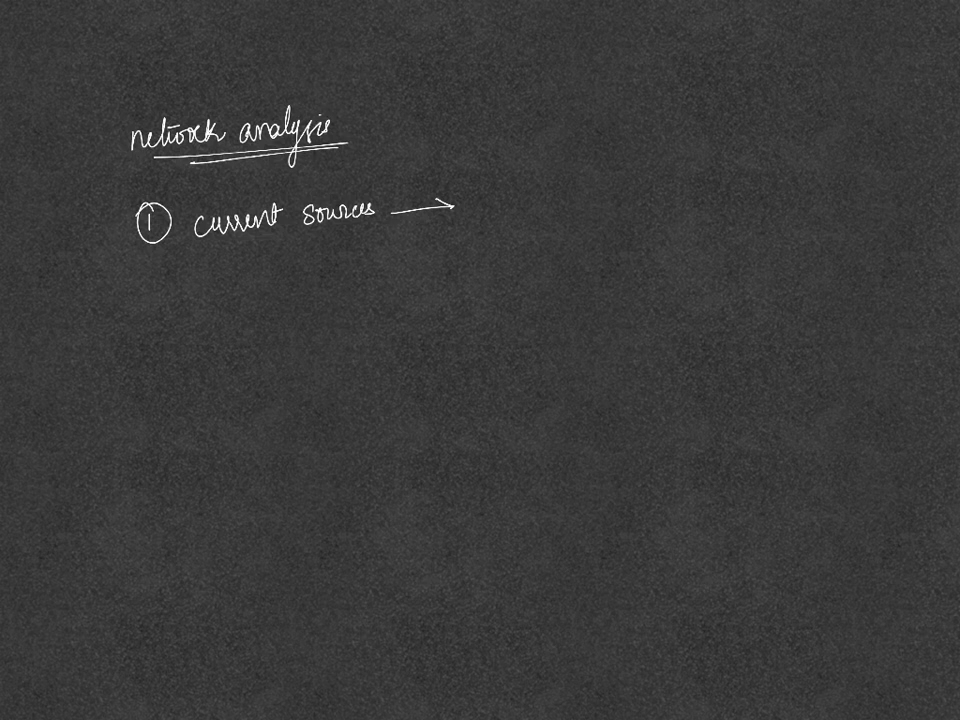 network analysis
① current sources →